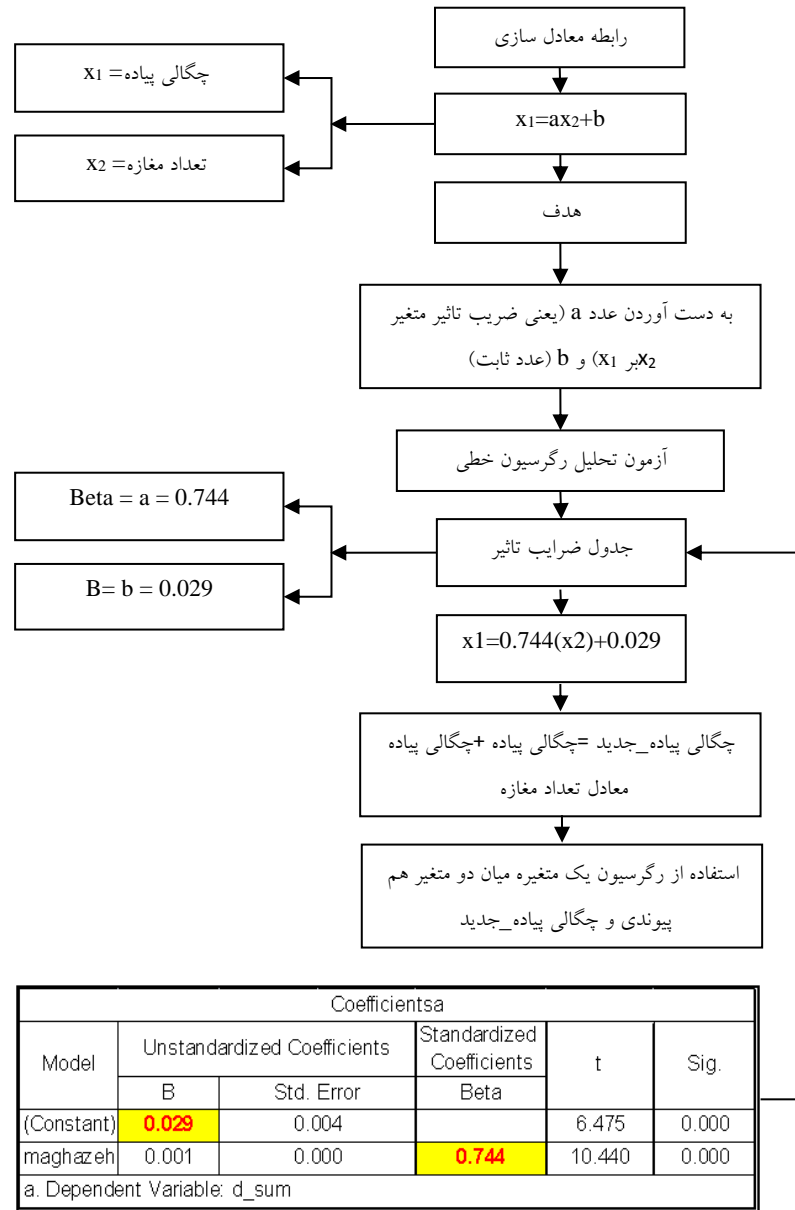 رابطه معادل سازی
چگالی پیاده= x1
x1=ax2+b
تعداد مغازه= x2
هدف
به دست آوردن عدد a (یعنی ضریب تاثیر متغیر
x2بر x1) و b (عدد ثابت)
آزمون تحلیل رگرسیون خطی
Beta = a = 0.744
جدول ضرایب تاثیر
B= b = 0.029
x1=0.744(x2)+0.029
چگالی پیاده_جدید =چگالی پیاده +چگالی پیاده
معادل تعداد مغازه
استفاده از رگرسیون یک متغیره میان دو متغیر هم
پیوندی و چگالی پیاده_جدید
Coefficientsa
Model Unstandardized Coefficients Standardized Coefficients t Sig.
B Std. Error Beta
(Constant) 0.029 0.004 6.475 0.000
maghazeh 0.001 0.000 0.744 10.440 0.000
a. Dependent Variable: d_sum